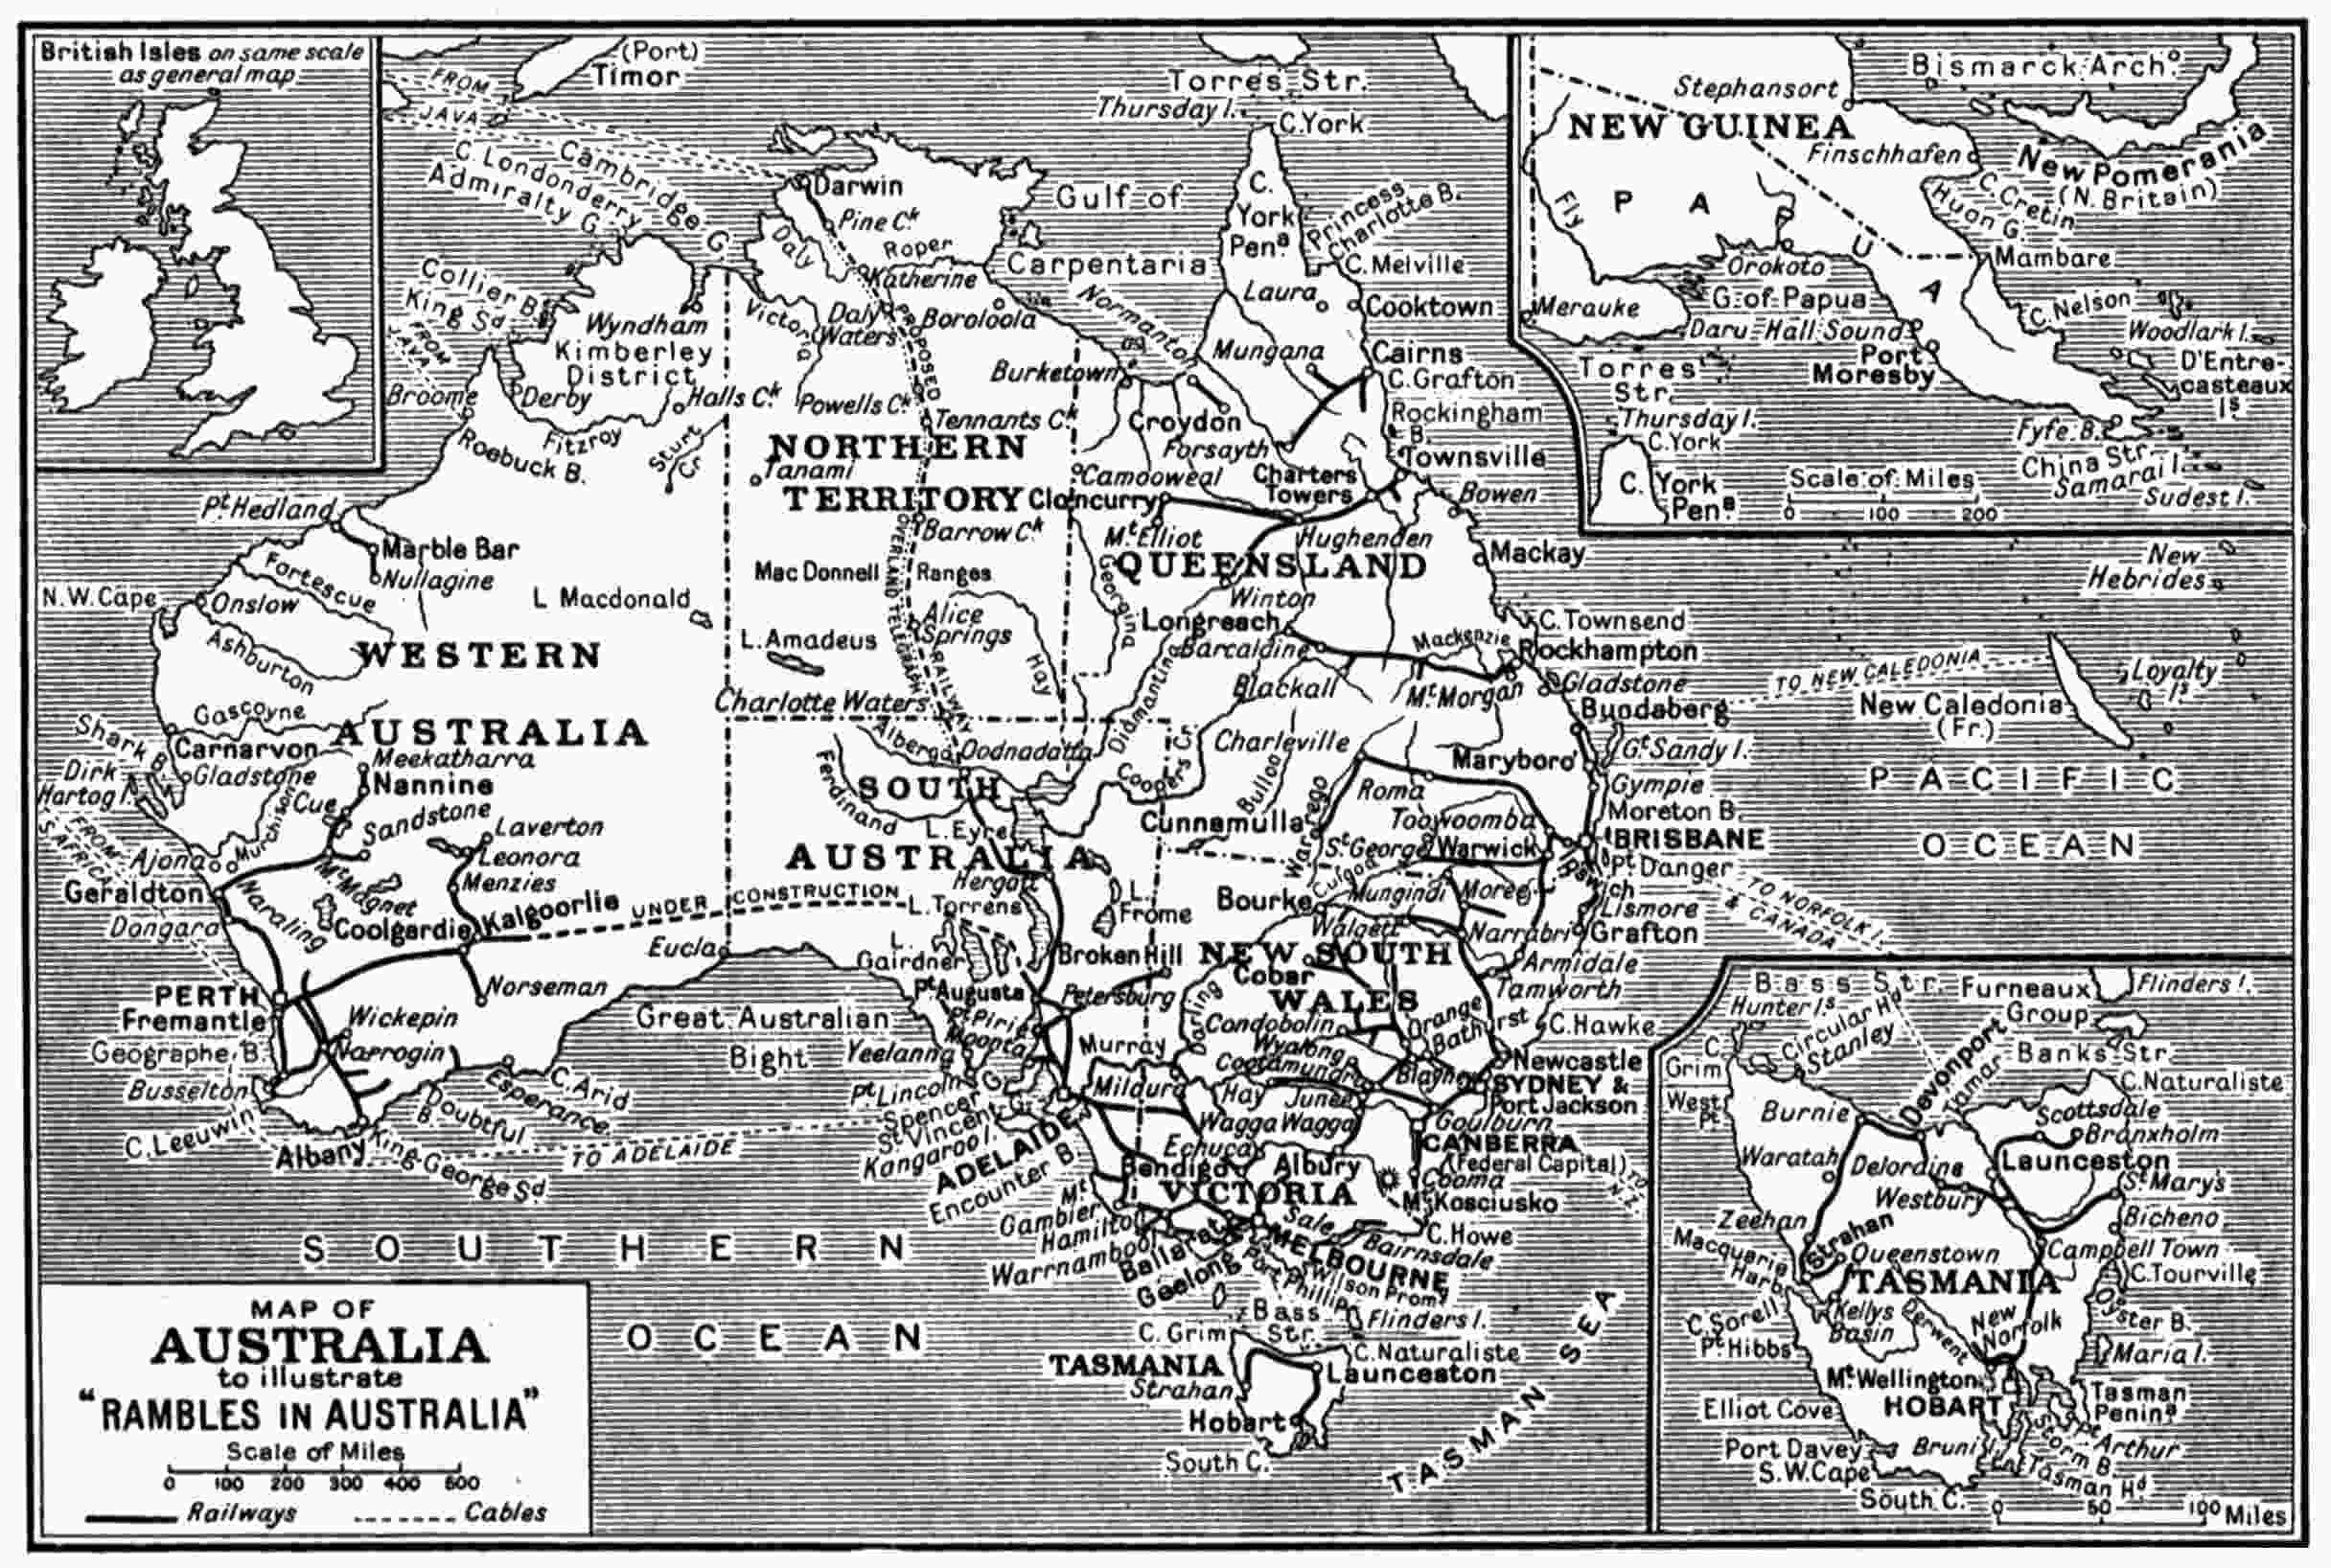 British Isles on same scale
as general map
(Port)
Timor
FROM
JAVA
C. Londonderry
Cambridge G.
Admiralty G.
Collier B.
King Sd.
FROM
JAVA
Torres Str.
Thursday I.
C. York
Darwin
Pine Ck
Daly
Roper
Katherine
Gulf of
Carpentaria
C.
York
Pena
Princess
Charlotte B.
C. Melville
Laura
Cooktown
Wyndham
Kimberley
District
Victoria
Daly
Waters
PROPOSED
Boroloola
Normanton
Burketown
Mungana
Cairns
C. Grafton
Broome
Derby
Halls Ck
Powells Ck
Tennants Ck
Croydon
Rockingham
B.
Roebuck B.
Fitzroy
Sturt
Cr.
NORTHERN
Tanami
TERRITORY
Forsayth
Camooweal
Charters
Towers
Townsville
Cloncurry
Bowen
Pt Hedland
Marble Bar
Nullagine
Barrow Ck
Mt Elliot
Hughenden
QUEENSLAND
Mackay
N.W. Cape
Fortescue
Onslow
L Macdonald
Mac Donnell
Ranges
OVERLAND TELEGRAPH
Georgina
Winton
Ashburton
WESTERN
L. Amadeus
Alice
Springs
RAILWAY
Hay
Longreach
Barcaldine
Mackenzie
C. Townsend
Rockhampton
Charlotte Waters
Diamantina
Blackall
Mt Morgan
Gladstone
Bundaberg
Gascoyne
Shark B.
Carnarvon
AUSTRALIA
Meekatharra
Alberga
Oodnadatta
Coopers Cr.
Charleville
Maryboro
Gt Sandy I.
Dirk
Hartog I.
Gladstone
Nannine
Cue
Sandstone
Murchison
Ferdinand
SOUTH
L. Eyre
Bulloo
Warrego
Roma
Gympie
Moreton B.
FROM
S. AFRICA
Ajona
Laverton
Leonora
Menzies
AUSTRALIA
Cunnamulla
Toowoomba
BRISBANE
St George
Warwick
Ipswich
Pt Danger
Geraldton
Mt Magnet
Hergott
Naraling
Dongara
Coolgardie
Kalgoorlie
UNDER CONSTRUCTION
L. Torrens
L.
Frome
Bourke
Mungindi
Moree
Lismore
Walgett
Narrabri
Grafton
Eucla
L.
Gairdner
Broken Hill
NEW SOUTH
WALES
Cobar
Armidale
Tamworth
PERTH
Fremantle
Norseman
Pt Augusta
Petersburg
Darling
Wickepin
Great Australian
Bight
Pt Pirie
Moonta
Condobolin
Orange
Bathurst
C. Hawke
Geographe B.
Narrogin
Yeelanna
Murray
Wyalong
Cootamundra
Blayney
Newcastle
Busselton
Esperance
C. Arid
Doubtful
B.
Pt Lincoln
Mildura
Hay
Junee
SYDNEY &
Port Jackson
Spencer G.
St Vincent G.
Kangaroo I.
Wagga Wagga
Goulburn
C. Leeuwin
Albany
King George Sd
TO ADELAIDE
ADELAIDE
Encounter B.
Echuca
Bendigo
Albury
CANBERRA
(Federal Capital)
Cooma
TO
N.Z.
VICTORIA
Mt Kosciusko
Mt
Gambier
Hamilton
Sale
C. Howe
Warrnambool
Ballarat
MELBOURNE
Bairnsdale
Geelong
Port Phillip
Wilson Promy
SOUTHERN
OCEAN
Bass
Str.
Flinders I.
C. Grim
C. Naturaliste
TASMANIA
Launceston
Strahan
Hobart
South C.
TASMAN SEA
New
Hebrides
TO NEW CALEDONIA
Loyalty
Is
New Caledonia
(Fr.)
PACIFIC
OCEAN
TO NORFOLK I.
& CANADA
Bismarck Archo.
Stephansort
NEW GUINEA
Finschhafen
New Pomerania
(N. Britain)
C. Cretin
Huon G.
Fly
PAPUA
Mambare
Orokoto
G. of Papua
Merauke
C. Nelson
Daru
Hall Sound
Woodlark I.
Port
Moresby
D'Entre-
casteaux
Is
Torres
Str.
Thursday I.
C. York
Fyfe B.
China Str.
Samarai I.
Sudest I.
C. York
Pena
Scale of Miles
0 100 200
Bass Str.
Hunter Is
Circular Hd
Stanley
Furneaux
Group
Flinders I.
C.
Grim
Devonport
Tamar
Banks Str.
C. Naturaliste
West
Pt
Burnie
Scottsdale
Branxholm
Waratah
Delordine
Launceston
Westbury
St Mary's
Zeehan
Bicheno
Strahan
Queenstown
Campbell Town
Macquarie
Harb.
TASMANIA
C. Tourville
C. Sorell
Kellys
Basin
Derwent
New
Norfolk
Oyster B.
Pt Hibbs
Maria I.
Mt Wellington
HOBART
Tasman
Penina
Elliot Cove
Pt Arthur
Port Davey
Bruni I.
Storm B.
S.W. Cape
Tasman Hd
South C.
0 50 100 Miles
MAP OF
AUSTRALIA
to illustrate
"RAMBLES IN AUSTRALIA"
Scale of Miles
0 100 200 300 400 500
Railways
Cables